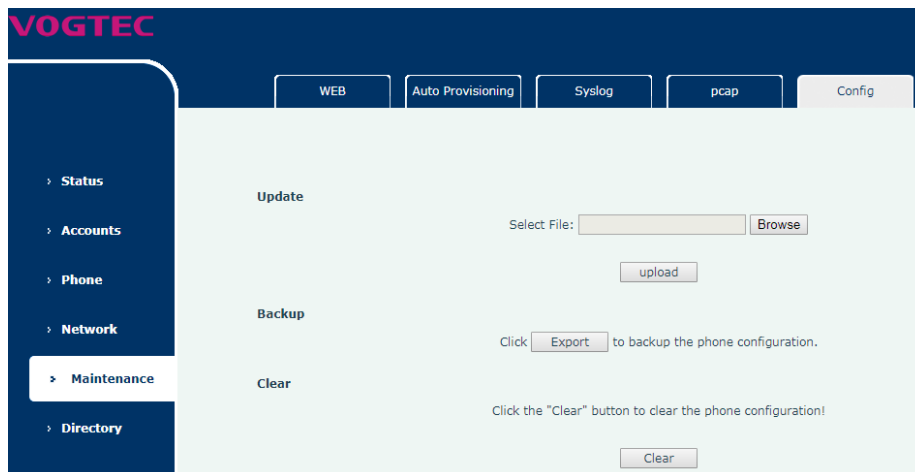 VOGTEC
WEB
Auto Provisioning
Syslog
pcap
Config
› Status
› Accounts
› Phone
› Network
› Maintenance
› Directory
Update
Select File: Browse
upload
Backup
Click Export to backup the phone configuration.
Clear
Click the "Clear" button to clear the phone configuration!
Clear